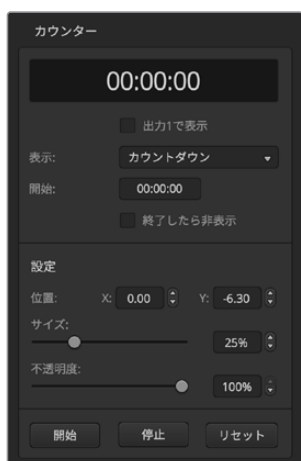 カウンター
00:00:00
出力1で表示
表示: カウントダウン
開始: 00:00:00
終了したら非表示
設定
位置: X: 0.00 Y: -6.30
サイズ:
25%
不透明度:
100%
開始 停止 リセット